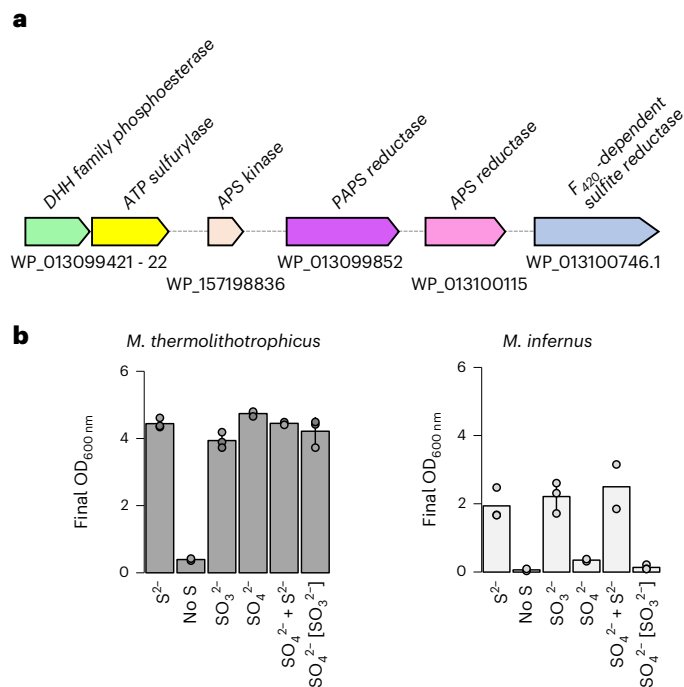 a
DHH family phosphoesterase
ATP sulfurylase
APS kinase
PAPS reductase
APS reductase
F₄₂₀-dependent
sulfite reductase
WP_013099421 - 22
WP_157198836
WP_013099852
WP_013100115
WP_013100746.1
b
M. thermolithotrophicus
Final OD₆₀₀ ₙₘ
6
4
2
0
S²⁻
No S
SO₃²⁻
SO₄²⁻
SO₄²⁻ + S²⁻
SO₄²⁻ [SO₃²⁻]
M. infernus
Final OD₆₀₀ ₙₘ
6
4
2
0
S²⁻
No S
SO₃²⁻
SO₄²⁻
SO₄²⁻ + S²⁻
SO₄²⁻ [SO₃²⁻]